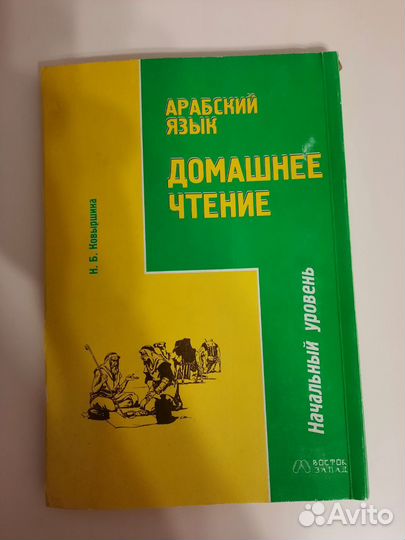 АРАБСКИЙ
ЯЗЫК
ДОМАШНЕЕ
ЧТЕНИЕ
Н. Б. Ковыршина
Начальный уровень
ВОСТОК
ЗАПАД
Avito